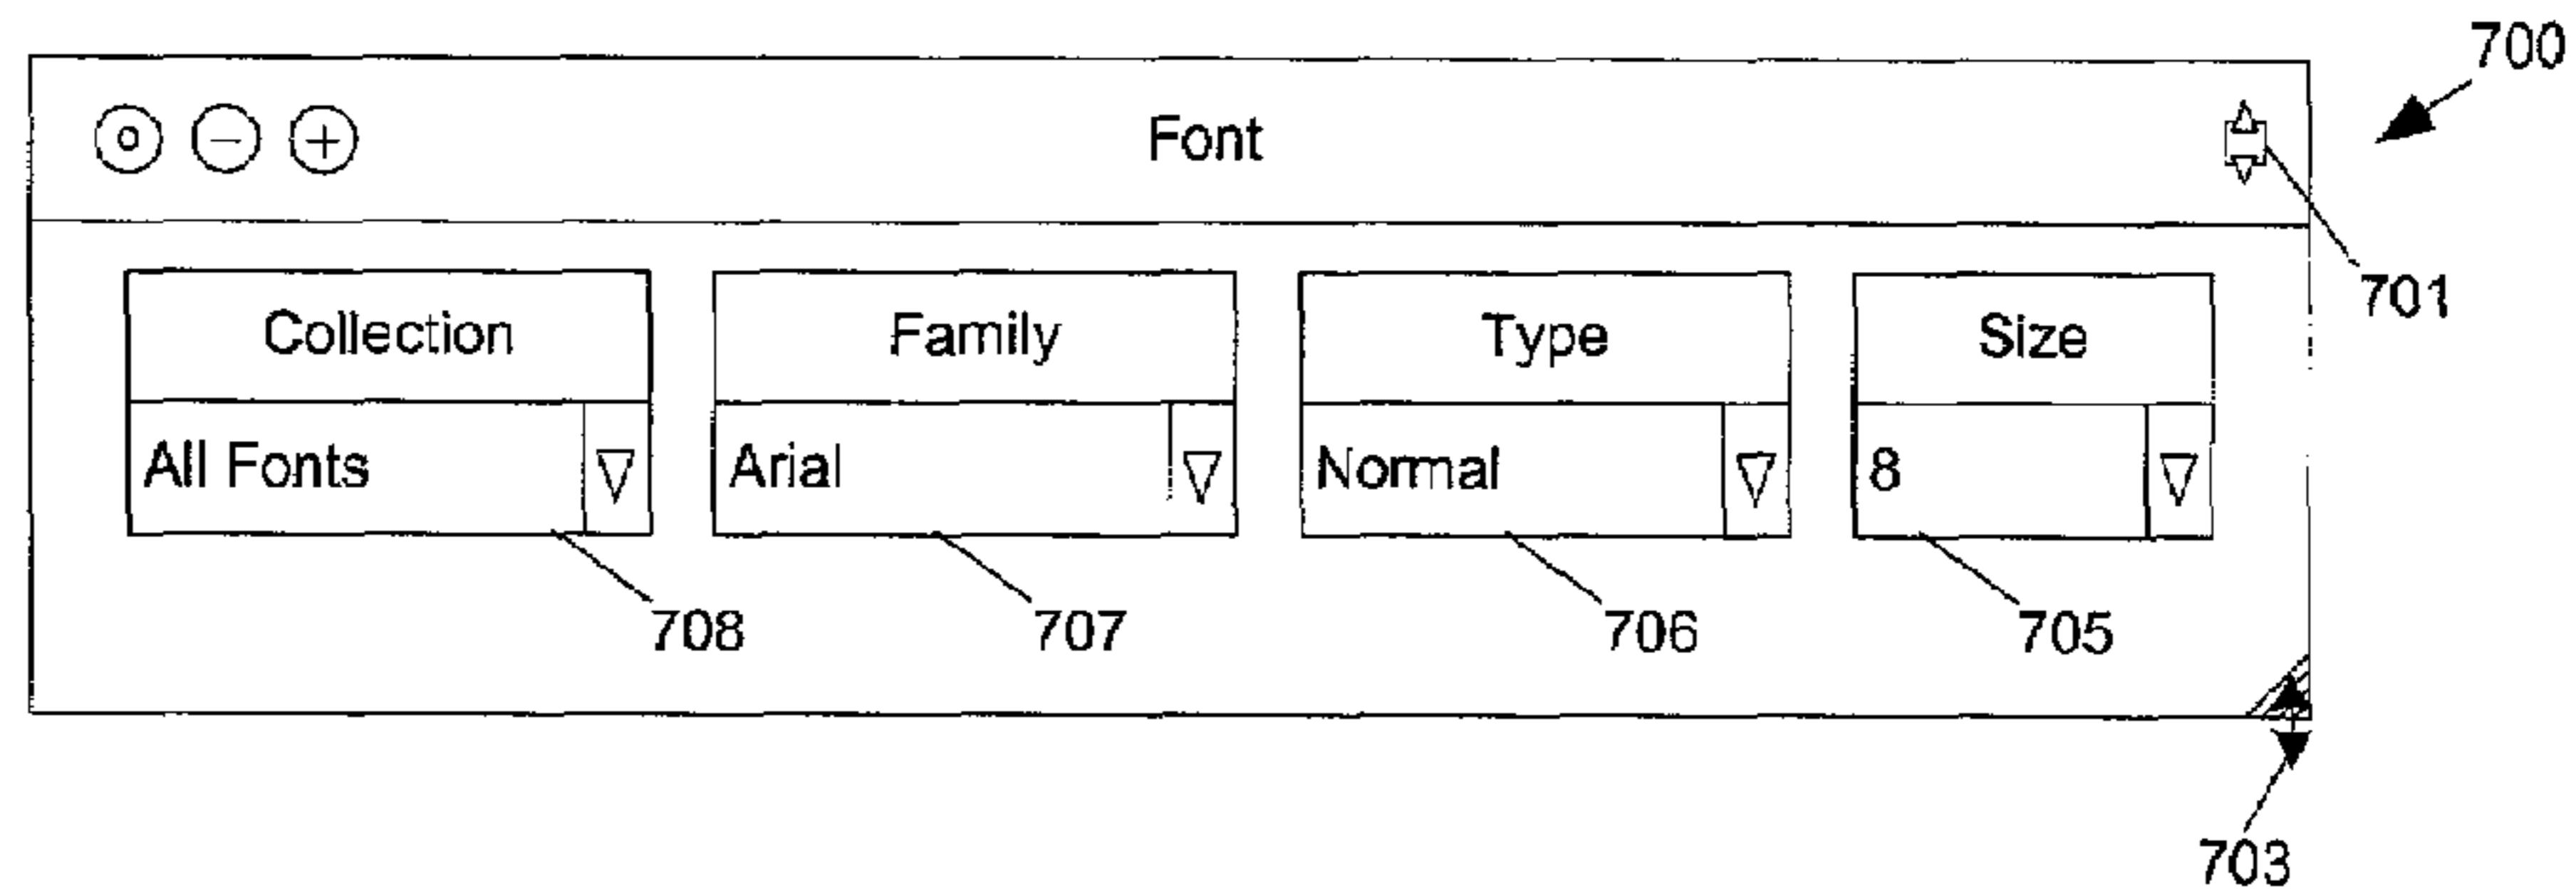 700
Font
701
Collection Family Type Size
All Fonts Arial Normal 8
708 707 706 705
703